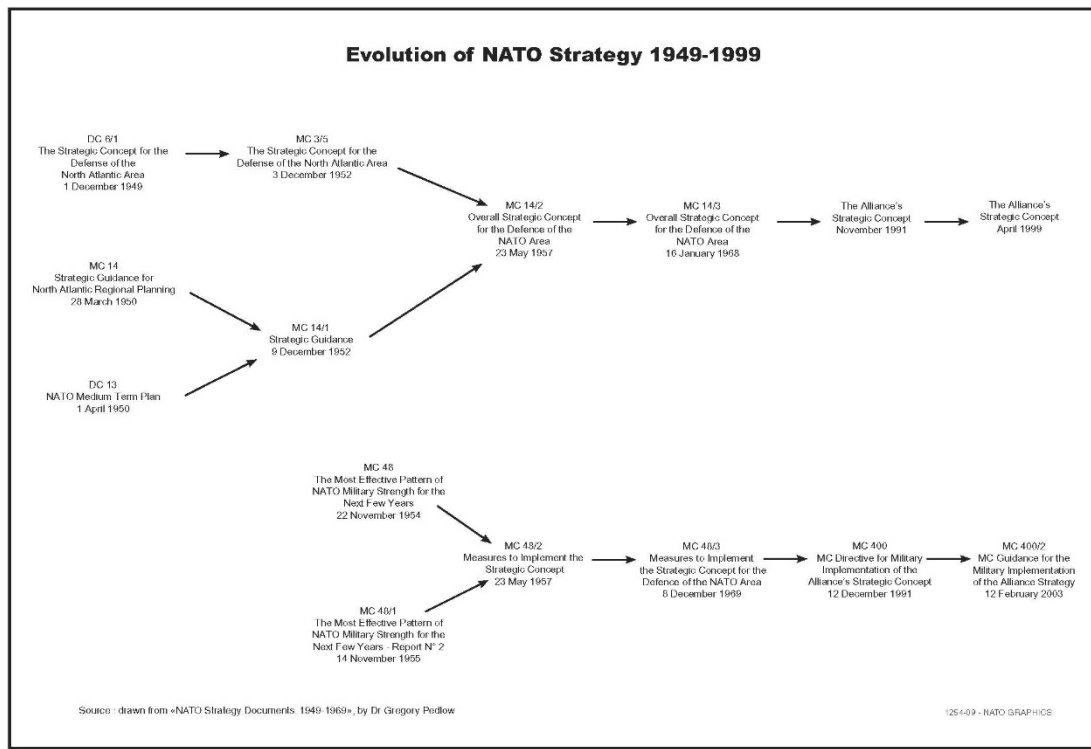 Evolution of NATO Strategy 1949-1999
DC 6/1
The Strategic Concept for the
Defense of the
North Atlantic Area
1 December 1949
MC 3/5
The Strategic Concept for the
Defense of the North Atlantic Area
3 December 1952
MC 14/2
Overall Strategic Concept
for the Defence of the
NATO Area
23 May 1957
MC 14/3
Overall Strategic Concept
for the Defence of the
NATO Area
16 January 1968
The Alliance's
Strategic Concept
November 1991
The Alliance's
Strategic Concept
April 1999
MC 14
Strategic Guidance for
North Atlantic Regional Planning
28 March 1950
MC 14/1
Strategic Guidance
9 December 1952
DC 13
NATO Medium Term Plan
1 April 1950
MC 48
The Most Effective Pattern of
NATO Military Strength for the
Next Few Years
22 November 1954
MC 48/2
Measures to Implement the
Strategic Concept
23 May 1957
MC 48/3
Measures to Implement
the Strategic Concept for the
Defence of the NATO Area
8 December 1969
MC 400
MC Directive for Military
Implementation of the
Alliance's Strategic Concept
12 December 1991
MC 400/2
MC Guidance for the
Military Implementation
of the Alliance Strategy
12 February 2003
MC 48/1
The Most Effective Pattern of
NATO Military Strength for the
Next Few Years - Report N° 2
14 November 1955
Source : drawn from «NATO Strategy Documents 1949-1969», by Dr Gregory Pedlow
1254-09 - NATO GRAPHICS